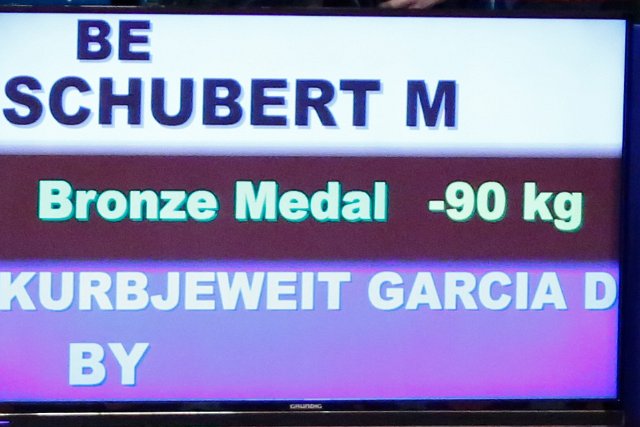 BE
SCHUBERT M
Bronze Medal -90 kg
KURBJEWEIT GARCIA D
BY
GRUNDIG